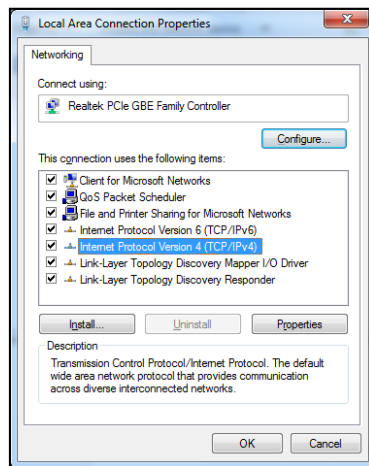 Local Area Connection Properties
Networking
Connect using:
Realtek PCIe GBE Family Controller
Configure...
This connection uses the following items:
Client for Microsoft Networks
QoS Packet Scheduler
File and Printer Sharing for Microsoft Networks
Internet Protocol Version 6 (TCP/IPv6)
Internet Protocol Version 4 (TCP/IPv4)
Link-Layer Topology Discovery Mapper I/O Driver
Link-Layer Topology Discovery Responder
Install... Uninstall Properties
Description
Transmission Control Protocol/Internet Protocol. The default
wide area network protocol that provides communication
across diverse interconnected networks.
OK Cancel